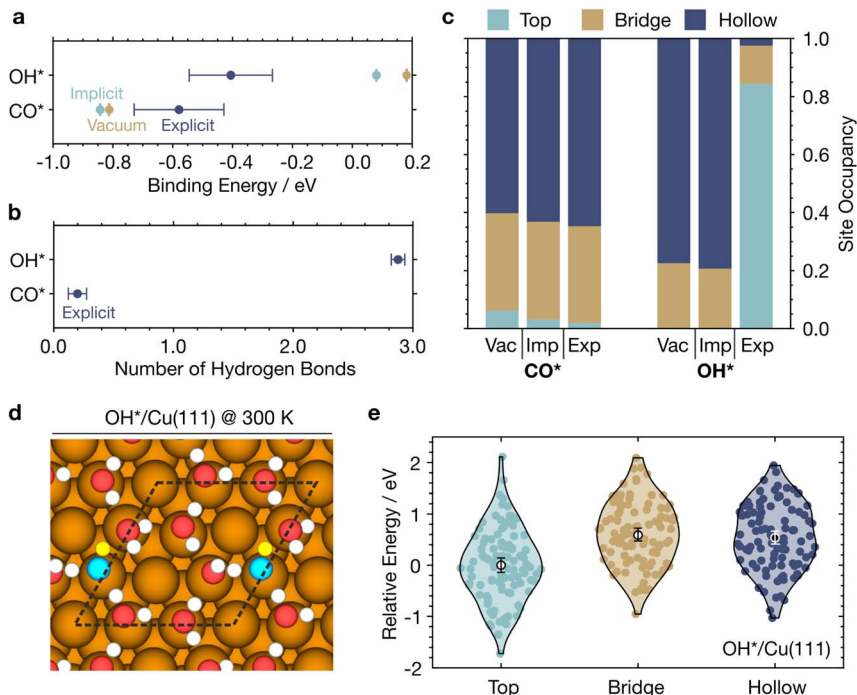 a
OH*
CO*
Implicit
Vacuum
Explicit
-1.0 -0.8 -0.6 -0.4 -0.2 0.0 0.2
Binding Energy / eV
b
OH*
CO*
Explicit
0.0 1.0 2.0 3.0
Number of Hydrogen Bonds
c
Top Bridge Hollow
1.0
0.8
0.6
0.4
0.2
0.0
Site Occupancy
Vac Imp Exp Vac Imp Exp
CO* OH*
d
OH*/Cu(111) @ 300 K
e
2
1
0
-1
-2
Relative Energy / eV
OH*/Cu(111)
Top Bridge Hollow